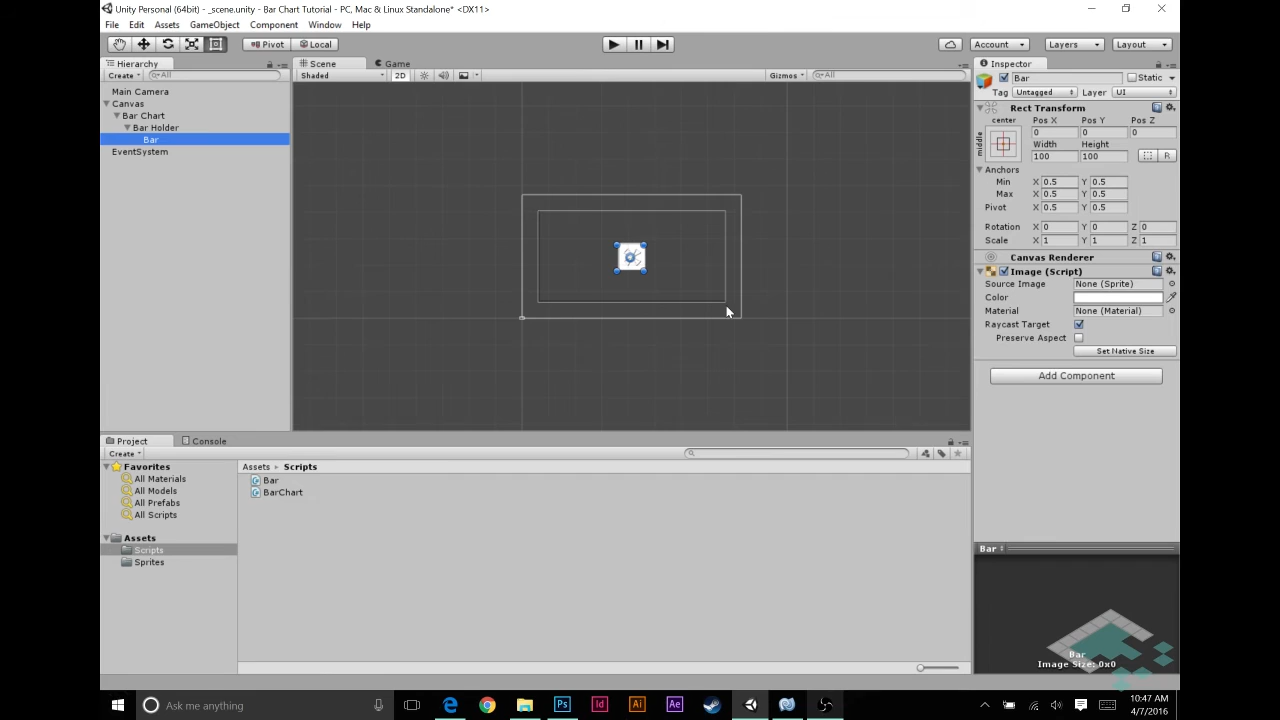 Unity Personal (64bit) - _scene.unity - Bar Chart Tutorial - PC, Mac & Linux Standalone* <DX11>
File Edit Assets GameObject Component Window Help
Pivot Local Account Layers Layout
Hierarchy Scene Game Inspector
Create All Shaded 2D Gizmos All Bar Static
Tag Untagged Layer UI
Main Camera
Canvas
Bar Chart
Bar Holder
Bar
EventSystem
Rect Transform
center Pos X Pos Y Pos Z
middle 0 0 0
Width Height
100 100 R
Anchors
Min X 0.5 Y 0.5
Max X 0.5 Y 0.5
Pivot X 0.5 Y 0.5
Rotation X 0 Y 0 Z 0
Scale X 1 Y 1 Z 1
Canvas Renderer
Image (Script)
Source Image None (Sprite)
Color
Material None (Material)
Raycast Target
Preserve Aspect
Set Native Size
Add Component
Project Console
Create
Favorites
All Materials
All Models
All Prefabs
All Scripts
Assets
Scripts
Sprites
Assets Scripts
Bar
BarChart
Bar
Bar
Image Size: 0x0
Ask me anything
Ps Id Ai Ae
10:47 AM
4/7/2016